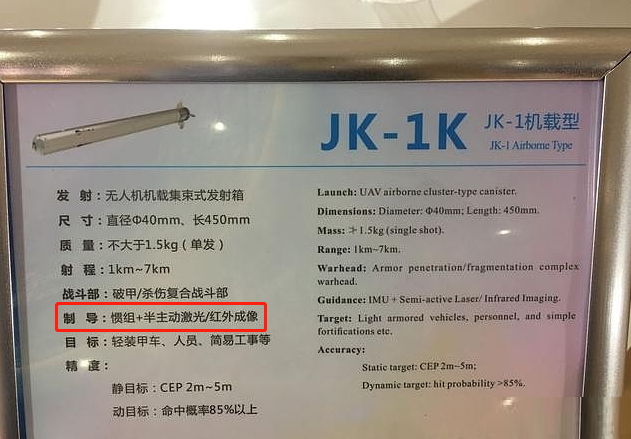 JK-1K JK-1机载型
JK-1 Airborne Type
发 射：无人机机载集束式发射箱
尺 寸：直径Φ40mm、长450mm
质 量：不大于1.5kg（单发）
射 程：1km~7km
战斗部：破甲/杀伤复合战斗部
制 导：惯组+半主动激光/红外成像
目 标：轻装甲车、人员、简易工事等
精 度：
静目标：CEP 2m~5m
动目标：命中概率85%以上
Launch: UAV airborne cluster-type canister.
Dimensions: Diameter: Φ40mm; Length: 450mm.
Mass: ≯1.5kg (single shot).
Range: 1km~7km.
Warhead: Armor penetration/fragmentation complex
warhead.
Guidance: IMU + Semi-active Laser/ Infrared Imaging.
Target: Light armored vehicles, personnel, and simple
fortifications etc.
Accuracy:
Static target: CEP 2m~5m;
Dynamic target: hit probability >85%.